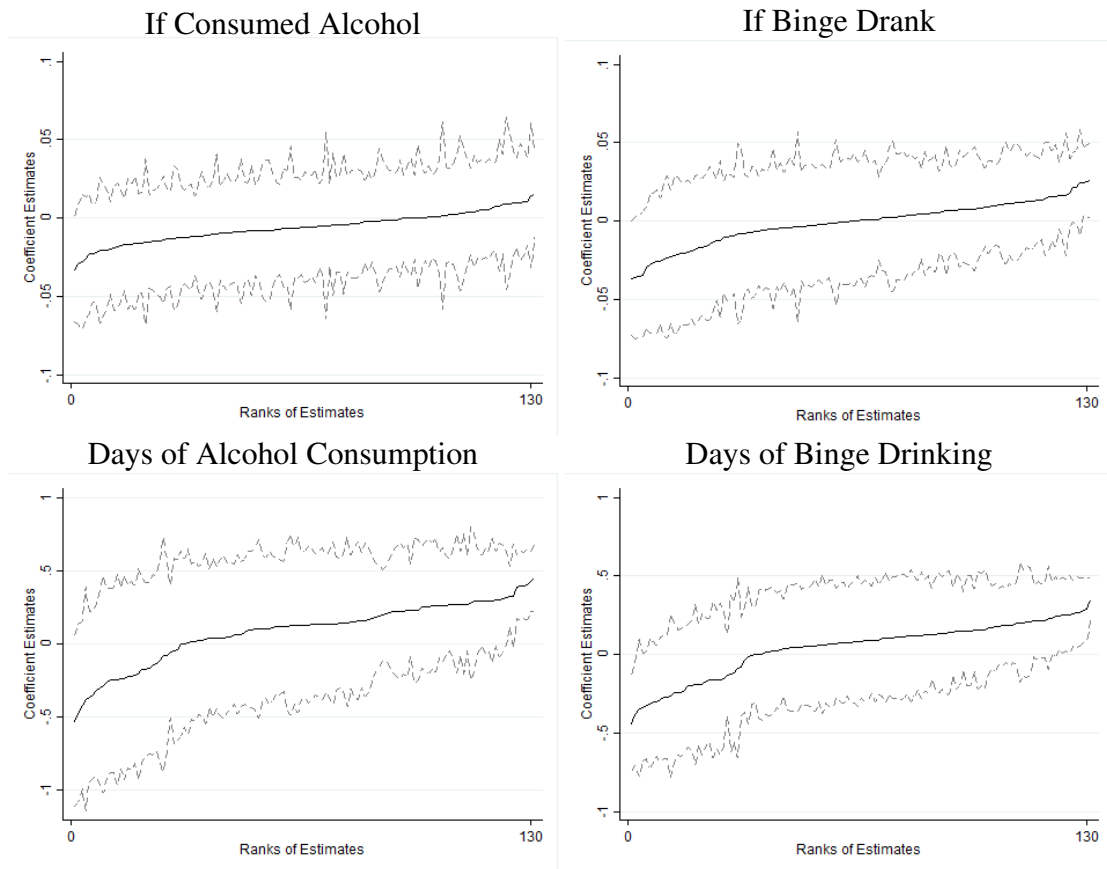 If Consumed Alcohol
.1
.05
0
-.05
-.1
Coefficient Estimates
0
130
Ranks of Estimates
If Binge Drank
.1
.05
0
-.05
-.1
Coefficient Estimates
0
130
Ranks of Estimates
Days of Alcohol Consumption
1
.5
0
-.5
-1
Coefficient Estimates
0
130
Ranks of Estimates
Days of Binge Drinking
1
.5
0
-.5
-1
Coefficient Estimates
0
130
Ranks of Estimates